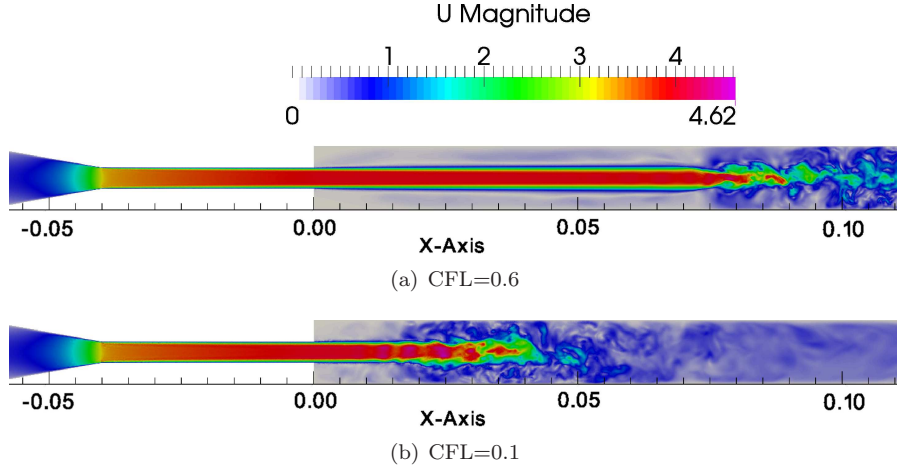 U Magnitude
1 2 3 4
0 4.62
-0.05 0.00 0.05 0.10
X-Axis
(a) CFL=0.6
-0.05 0.00 0.05 0.10
X-Axis
(b) CFL=0.1